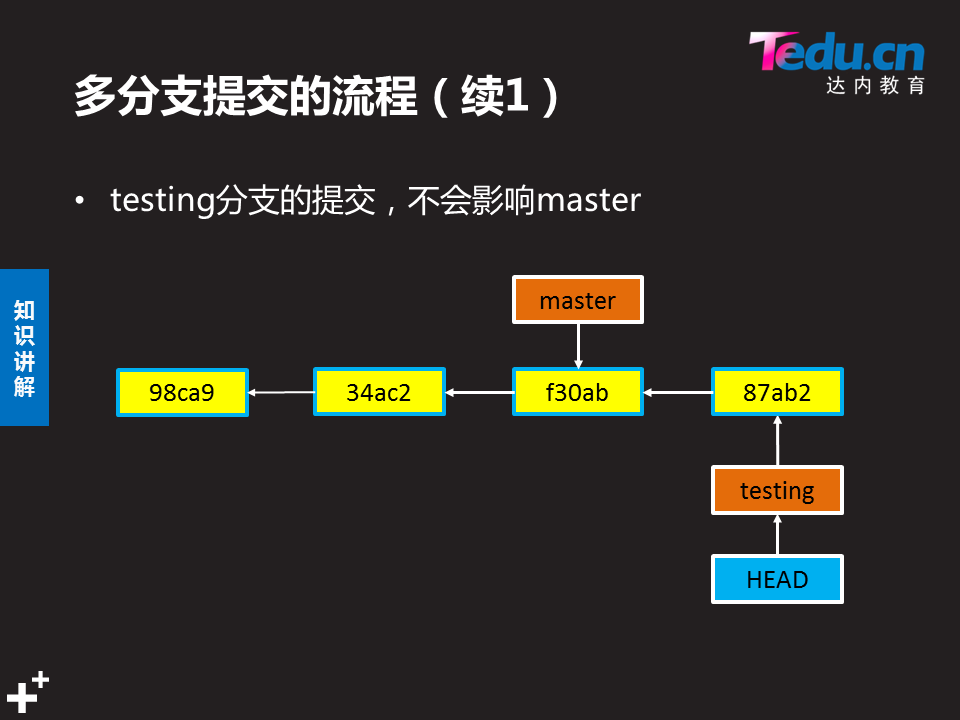 Tedu.cn
达内教育
多分支提交的流程（续1）
• testing分支的提交，不会影响master
知识讲解
master
98ca9
34ac2
f30ab
87ab2
testing
HEAD